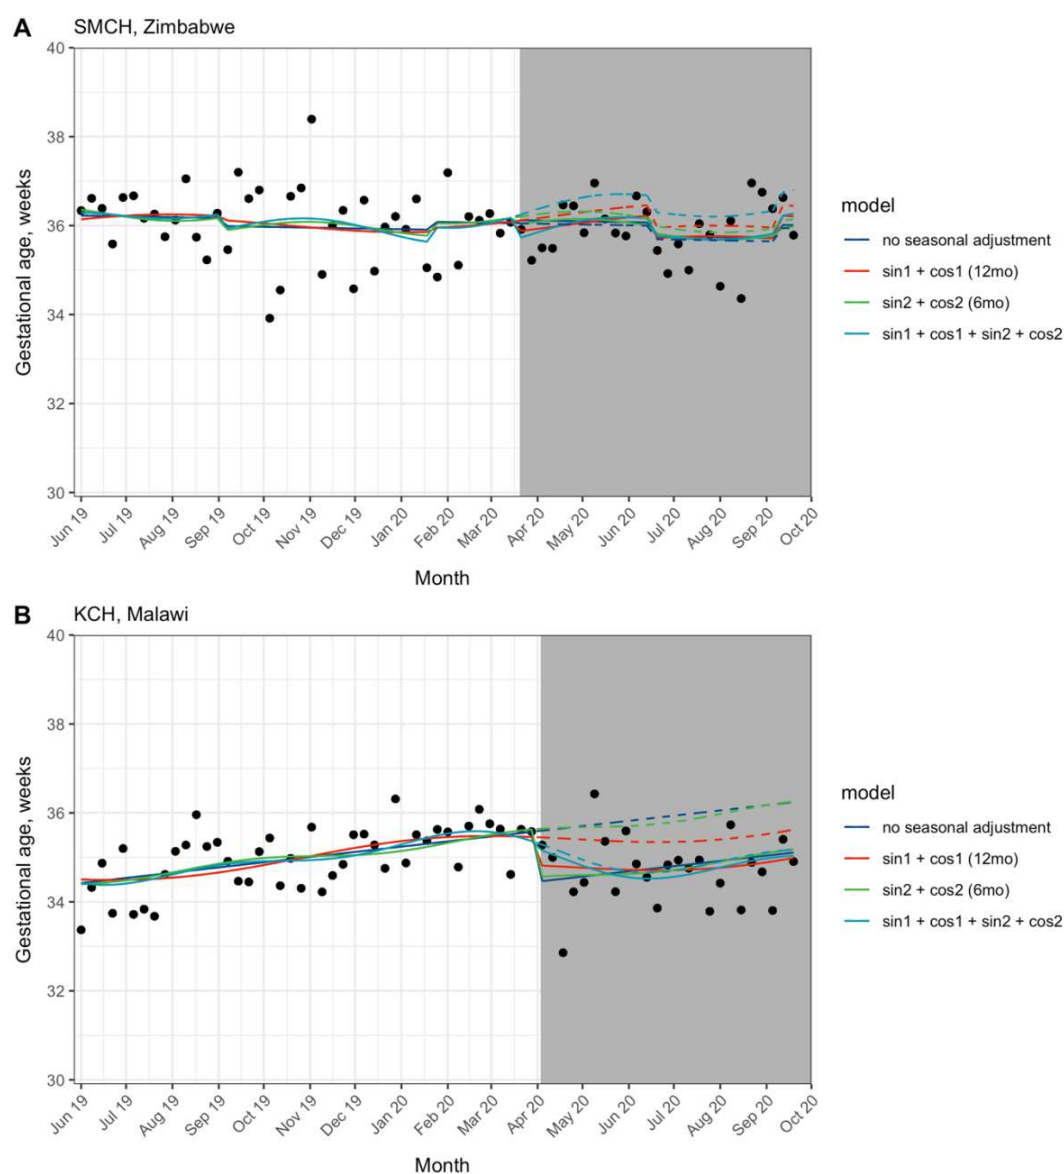 A SMCH, Zimbabwe
Gestational age, weeks
40
38
36
34
32
30
Jun 19 Jul 19 Aug 19 Sep 19 Oct 19 Nov 19 Dec 19 Jan 20 Feb 20 Mar 20 Apr 20 May 20 Jun 20 Jul 20 Aug 20 Sep 20 Oct 20
Month
model
no seasonal adjustment
sin1 + cos1 (12mo)
sin2 + cos2 (6mo)
sin1 + cos1 + sin2 + cos2
B KCH, Malawi
Gestational age, weeks
40
38
36
34
32
30
Jun 19 Jul 19 Aug 19 Sep 19 Oct 19 Nov 19 Dec 19 Jan 20 Feb 20 Mar 20 Apr 20 May 20 Jun 20 Jul 20 Aug 20 Sep 20 Oct 20
Month
model
no seasonal adjustment
sin1 + cos1 (12mo)
sin2 + cos2 (6mo)
sin1 + cos1 + sin2 + cos2